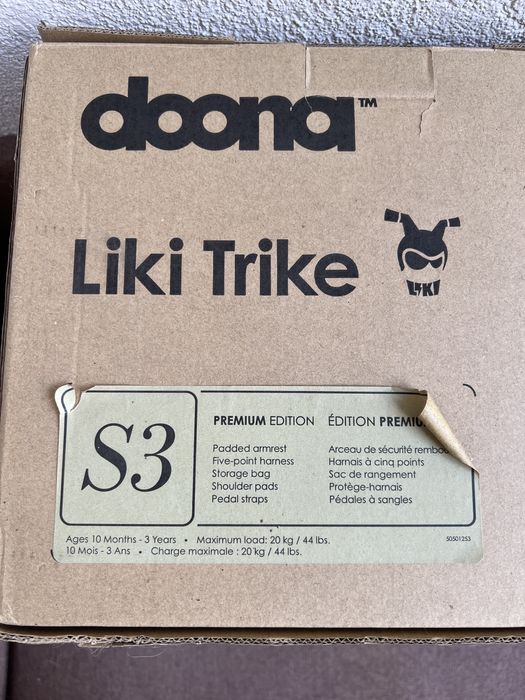 doona™
Liki Trike
LIKI
S3
PREMIUM EDITION
Padded armrest
Five-point harness
Storage bag
Shoulder pads
Pedal straps
ÉDITION
Arceau de sécurité
Harnais à cinq points
Sac de rangement
Protège-harnais
Pédales à sangles
Ages 10 Months - 3 Years • Maximum load: 20 kg / 44 lbs.
10 Mois - 3 Ans • Charge maximale : 20 kg / 44 lbs.
50501253